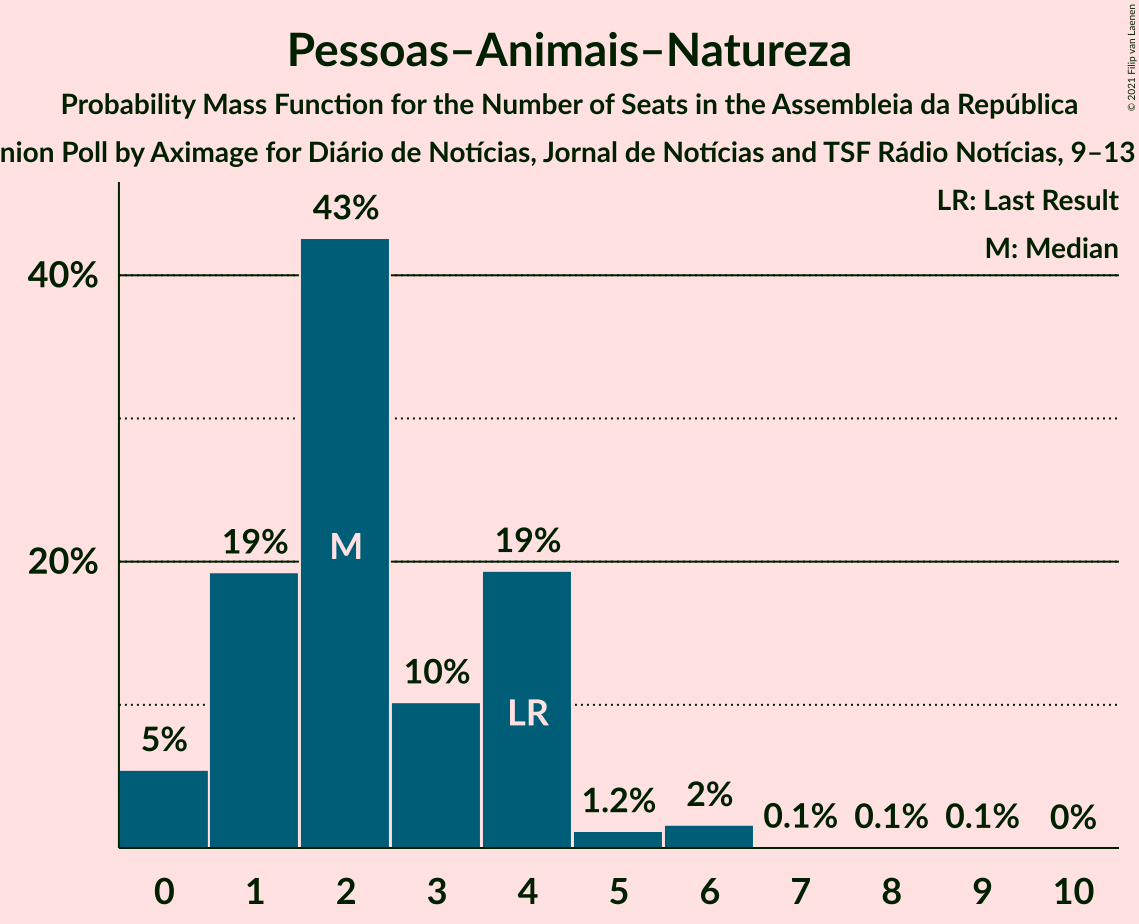 Pessoas–Animais–Natureza
Probability Mass Function for the Number of Seats in the Assembleia da República
nion Poll by Aximage for Diário de Notícias, Jornal de Notícias and TSF Rádio Notícias, 9–13
© 2021 Filip van Laenen
LR: Last Result
M: Median
40%
20%
5%
19%
43%
10%
19%
1.2%
2%
0.1%
0.1%
0.1%
0%
M
LR
0 1 2 3 4 5 6 7 8 9 10